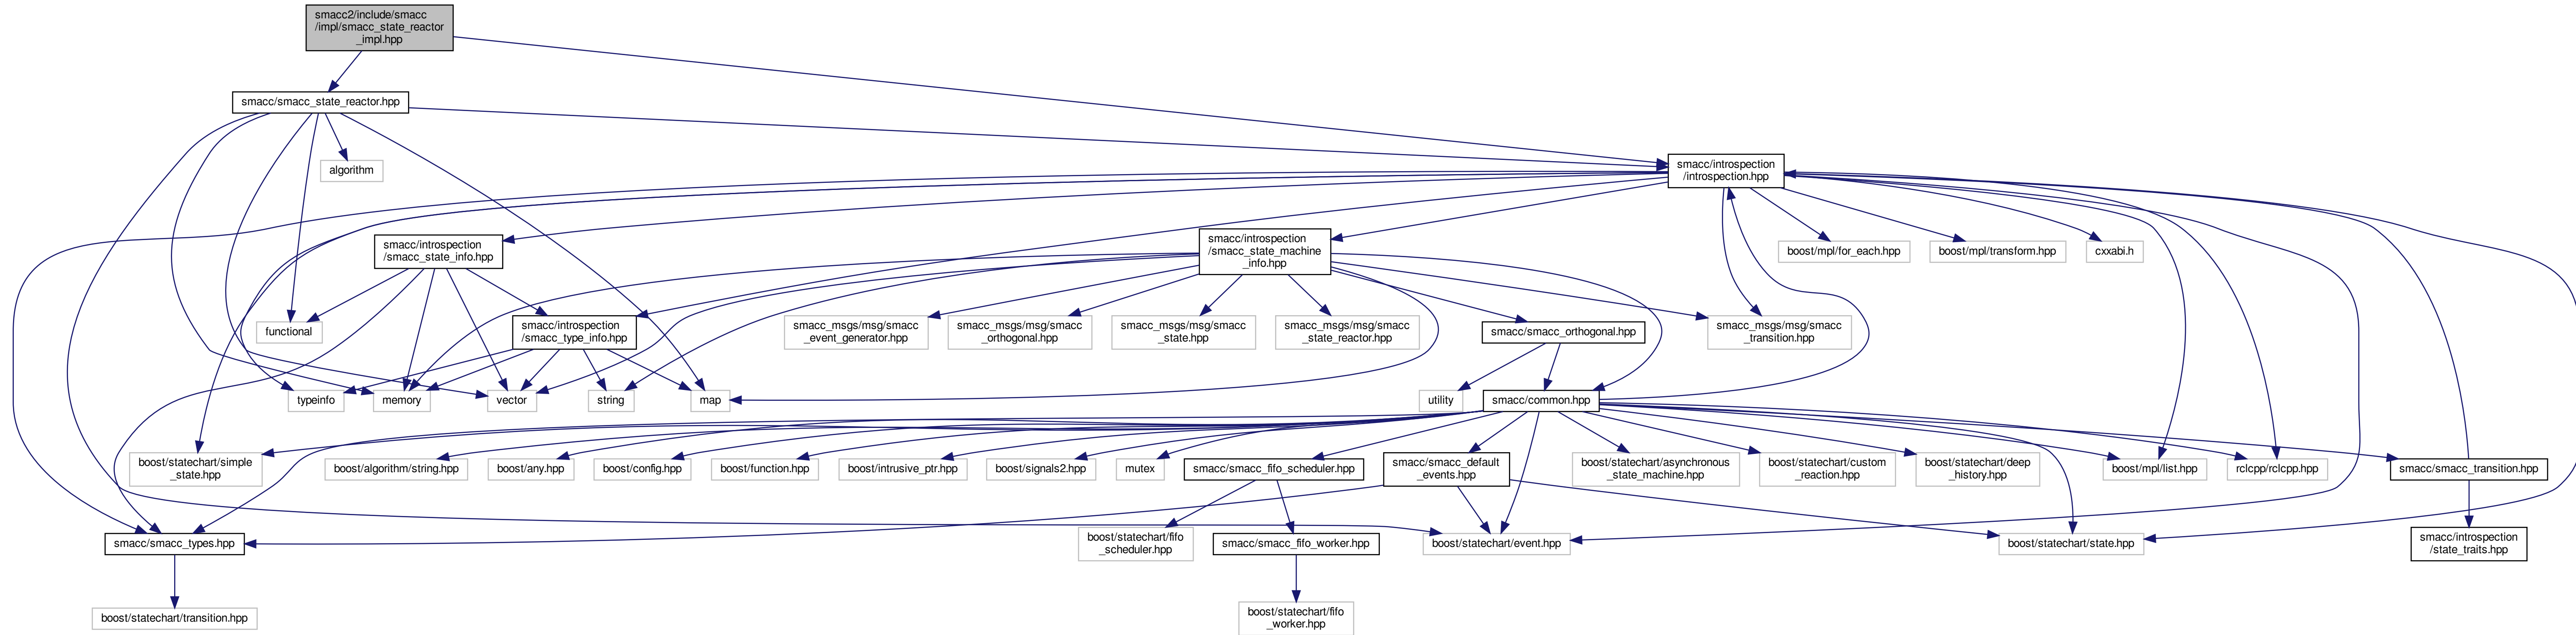 smacc2/include/smacc
/impl/smacc_state_reactor
_impl.hpp
smacc/smacc_state_reactor.hpp
algorithm
smacc/introspection
/introspection.hpp
smacc/introspection
/smacc_state_info.hpp
smacc/introspection
/smacc_state_machine
_info.hpp
boost/mpl/for_each.hpp
boost/mpl/transform.hpp
cxxabi.h
functional
smacc/introspection
/smacc_type_info.hpp
smacc_msgs/msg/smacc
_event_generator.hpp
smacc_msgs/msg/smacc
_orthogonal.hpp
smacc_msgs/msg/smacc
_state.hpp
smacc_msgs/msg/smacc
_state_reactor.hpp
smacc/smacc_orthogonal.hpp
smacc_msgs/msg/smacc
_transition.hpp
typeinfo
memory
vector
string
map
utility
smacc/common.hpp
boost/statechart/simple
_state.hpp
boost/algorithm/string.hpp
boost/any.hpp
boost/config.hpp
boost/function.hpp
boost/intrusive_ptr.hpp
boost/signals2.hpp
mutex
smacc/smacc_fifo_scheduler.hpp
smacc/smacc_default
_events.hpp
boost/statechart/asynchronous
_state_machine.hpp
boost/statechart/custom
_reaction.hpp
boost/statechart/deep
_history.hpp
boost/mpl/list.hpp
rclcpp/rclcpp.hpp
smacc/smacc_transition.hpp
smacc/smacc_types.hpp
boost/statechart/fifo
_scheduler.hpp
smacc/smacc_fifo_worker.hpp
boost/statechart/event.hpp
boost/statechart/state.hpp
smacc/introspection
/state_traits.hpp
boost/statechart/transition.hpp
boost/statechart/fifo
_worker.hpp